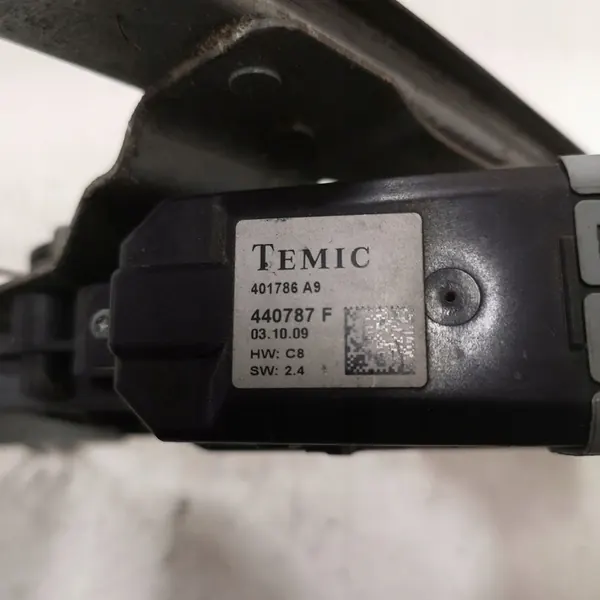 TEMIC
401786 A9
440787 F
03.10.09
HW: C8
SW: 2.4